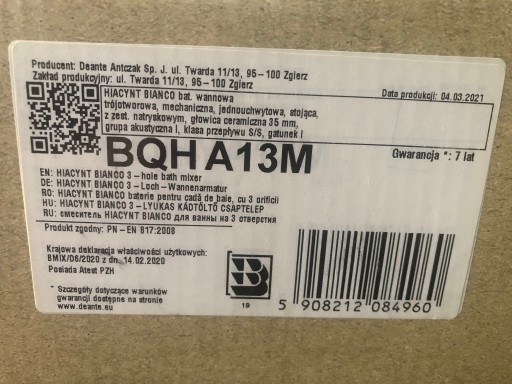 Producent: Deante Antczak Sp. J. ul. Twarda 11/13, 95-100 Zgierz
Zakład produkcyjny: ul. Twarda 11/13, 95-100 Zgierz
HIACYNT BIANCO bat. wannowa
Data produkcji: 04.03.2021
trójotworowa, mechaniczna, jednouchwytowa, stojąca,
z zest. natryskowym, głowica ceramiczna 35 mm,
grupa akustyczna I, klasa przepływu S/S, gatunek I
BQH A13M
Gwarancja *: 7 lat
EN: HIACYNT BIANCO 3-hole bath mixer
DE: HIACYNT BIANCO 3-Loch-Wannenarmatur
RO: HIACYNT BIANCO baterie pentru cadă de baie, cu 3 orificii
HU: HIACYNT BIANCO 3-LYUKAS KÁDTÖLTŐ CSAPTELEP
RU: смеситель HIACYNT BIANCO для ванны на 3 отверстия
Produkt zgodny: PN-EN 817:2008
Krajowa deklaracja właściwości użytkowych:
BMIX/06/2020 z dn. 14.02.2020
Posiada Atest PZH
* - Szczegóły dotyczące warunków
gwarancji dostępne na stronie
www.deante.eu
B
19
5 908212 084960